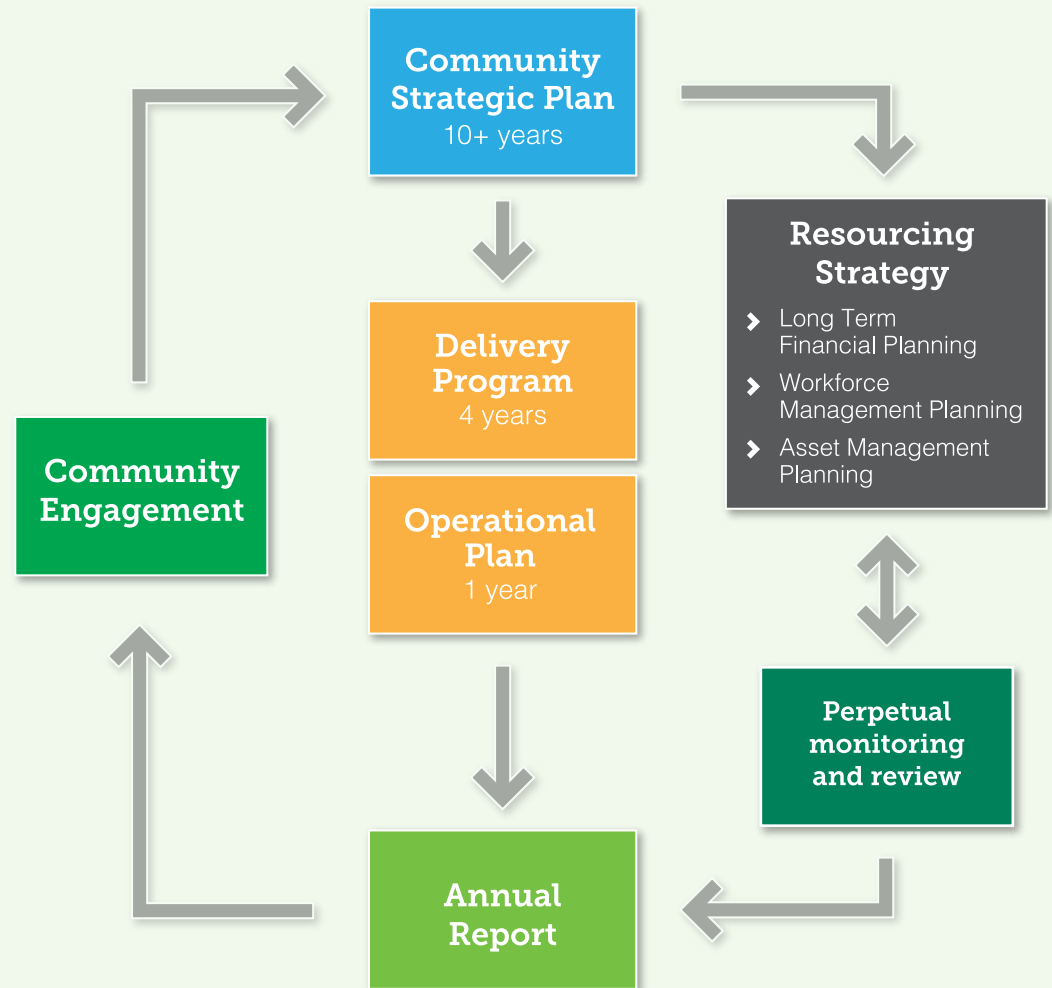 Community
Strategic Plan
10+ years
Resourcing
Strategy
Long Term
Financial Planning
Workforce
Management Planning
Asset Management
Planning
Delivery
Program
4 years
Community
Engagement
Operational
Plan
1 year
Perpetual
monitoring
and review
Annual
Report